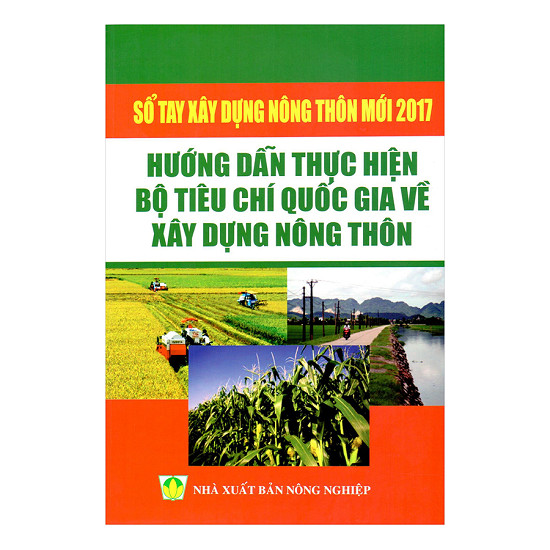 SỔ TAY XÂY DỰNG NÔNG THÔN MỚI 2017
HƯỚNG DẪN THỰC HIỆN
BỘ TIÊU CHÍ QUỐC GIA VỀ
XÂY DỰNG NÔNG THÔN
NHÀ XUẤT BẢN NÔNG NGHIỆP